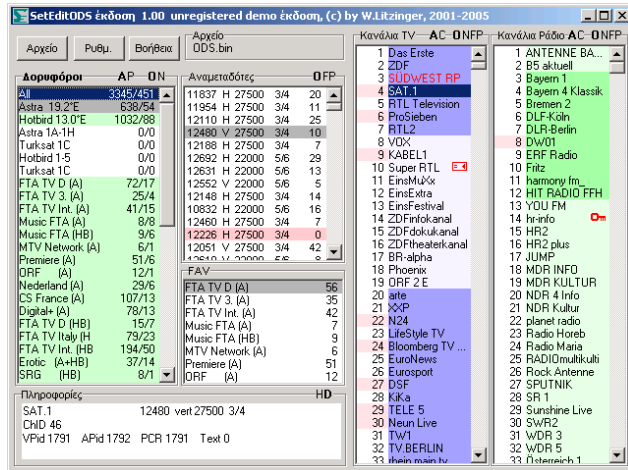 SetEditODS έκδοση 1.00 unregistered demo έκδοση, (c) by W.Litzinger, 2001-2005
Αρχείο
Ρυθμ.
Βοήθεια
Αρχείο
ODS.bin
Δορυφόροι AP ON
All 3345/451
Astra 19.2°E 638/54
Hotbird 13.0°E 1032/88
Astra 1A-1H 0/0
Turksat 1C 0/0
Hotbird 1-5 0/0
Turksat 1C 0/0
FTA TV D (A) 72/17
FTA TV 3. (A) 25/4
FTA TV Int. (A) 41/15
Music FTA (A) 8/8
Music FTA (HB) 9/6
MTV Network (A) 6/1
Premiere (A) 51/6
ORF (A) 12/1
Nederland (A) 29/6
CS France (A) 107/13
Digital+ (A) 78/13
FTA TV D (HB) 15/7
FTA TV Italy (H 79/23
FTA TV Int. (HB 194/50
Erotic (A+HB) 37/14
SRG (HB) 8/1
Αναμεταδότες OFP
11837 H 27500 3/4 20
11954 H 27500 3/4 11
12110 H 27500 3/4 25
12480 V 27500 3/4 10
12188 H 27500 3/4 7
12692 H 22000 5/6 29
12631 H 22000 5/6 13
12552 V 22000 5/6 5
12148 H 27500 3/4 14
10832 H 22000 5/6 16
12460 H 27500 3/4 7
12226 H 27500 3/4 0
12051 V 27500 3/4 42
FAV
FTA TV D (A) 56
FTA TV 3. (A) 35
FTA TV Int. (A) 42
Music FTA (A) 7
Music FTA (HB) 9
MTV Network (A) 6
Premiere (A) 51
ORF (A) 12
Πληροφορίες HD
SAT.1 12480 vert 27500 3/4
ChID 46
VPid 1791 APid 1792 PCR 1791 Text 0
Κανάλια TV AC ONFP
1 Das Erste
2 ZDF
3 SÜDWEST RP
4 SAT.1
5 RTL Television
6 ProSieben
7 RTL2
8 VOX
9 KABEL1
10 Super RTL
11 EinsMuXx
12 EinsExtra
13 EinsFestival
14 ZDFinfokanal
15 ZDFdokukanal
16 ZDFtheaterkanal
17 BR-alpha
18 Phoenix
19 ORF 2 E
20 arte
21 XXP
22 N24
23 LifeStyle TV
24 Bloomberg TV ...
25 EuroNews
26 Eurosport
27 DSF
28 KiKa
29 TELE 5
30 Neun Live
31 TW1
32 TV.BERLIN
33 rhein main tv
Κανάλια Ράδιο AC ONFP
1 ANTENNE BA...
2 B5 aktuell
3 Bayern 1
4 Bayern 4 Klassik
5 Bremen 2
6 DLF-Köln
7 DLR-Berlin
8 DW01
9 ERF Radio
10 Fritz
11 harmony fm_
12 HIT RADIO FFH
13 YOU FM
14 hr-info
15 HR2
16 HR2 plus
17 JUMP
18 MDR INFO
19 MDR KULTUR
20 NDR 4 Info
21 NDR Kultur
22 planet radio
23 Radio Horeb
24 Radio Maria
25 RADIOmultikulti
26 Rock Antenne
27 SPUTNIK
28 SR 1
29 Sunshine Live
30 SWR2
31 WDR 3
32 WDR 5
33 Österreich 1